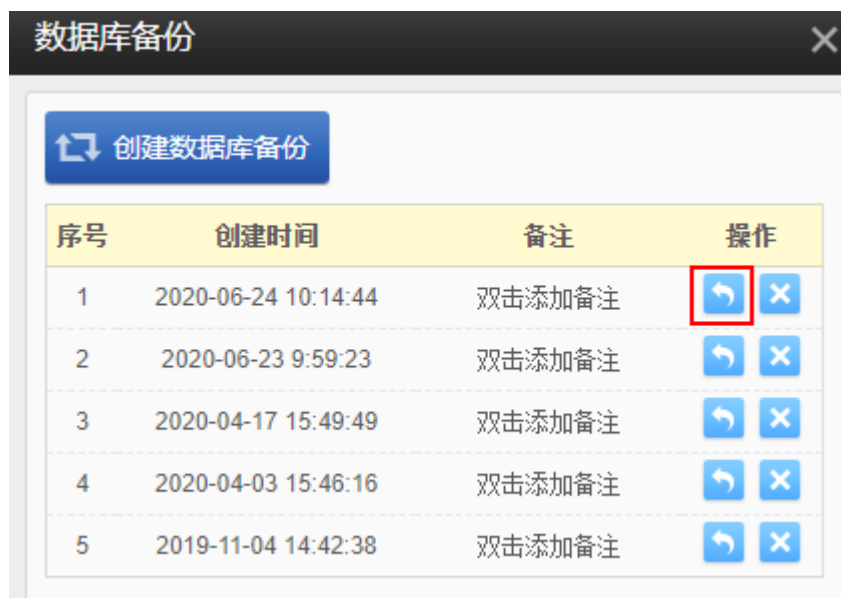 数据库备份
创建数据库备份
序号 创建时间 备注 操作
1 2020-06-24 10:14:44 双击添加备注
2 2020-06-23 9:59:23 双击添加备注
3 2020-04-17 15:49:49 双击添加备注
4 2020-04-03 15:46:16 双击添加备注
5 2019-11-04 14:42:38 双击添加备注